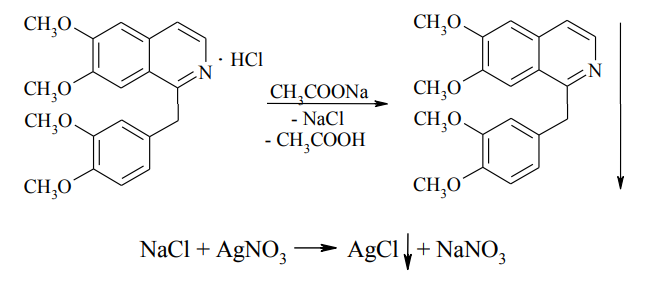 CH₃O CH₃O
· HCl
N N
CH₃O CH₃COONa CH₃O
CH₃O - NaCl CH₃O
- CH₃COOH
CH₃O CH₃O
NaCl + AgNO₃ → AgCl↓ + NaNO₃